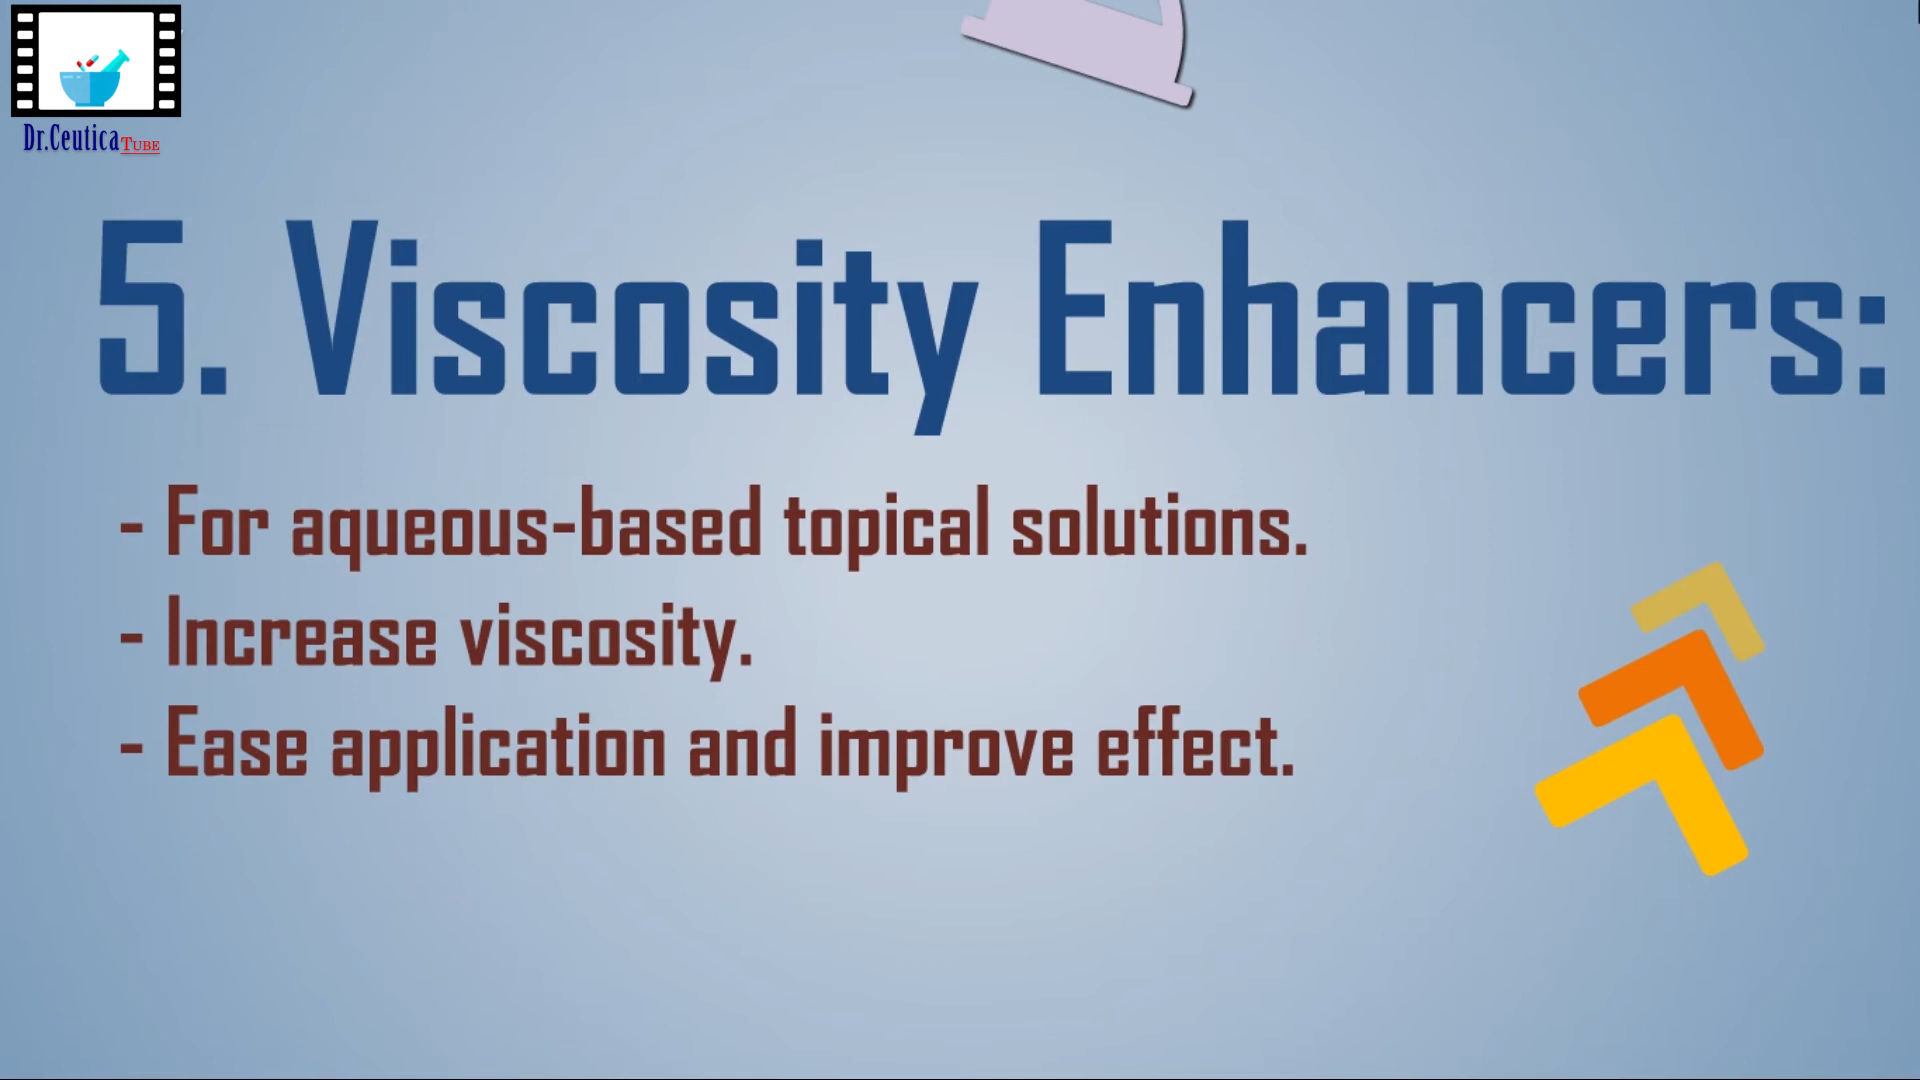 Dr.Ceutica TUBE
5. Viscosity Enhancers:
- For aqueous-based topical solutions.
- Increase viscosity.
- Ease application and improve effect.